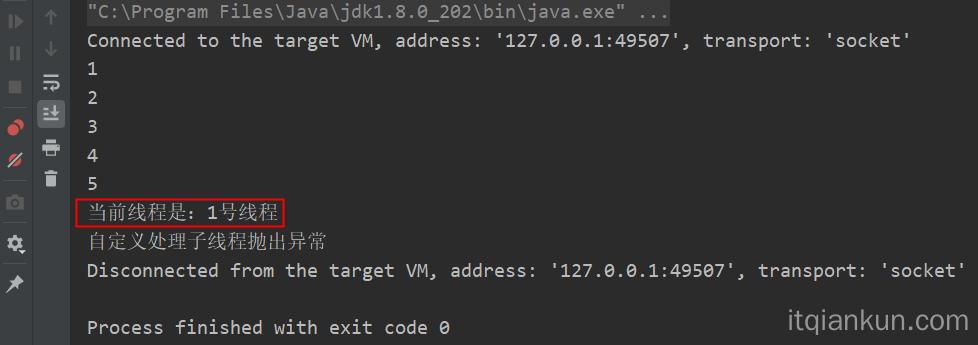 "C:\Program Files\Java\jdk1.8.0_202\bin\java.exe" ...
Connected to the target VM, address: '127.0.0.1:49507', transport: 'socket'
1
2
3
4
5
当前线程是：1号线程
自定义处理子线程抛出异常
Disconnected from the target VM, address: '127.0.0.1:49507', transport: 'socket'
Process finished with exit code 0
itqiankun.com